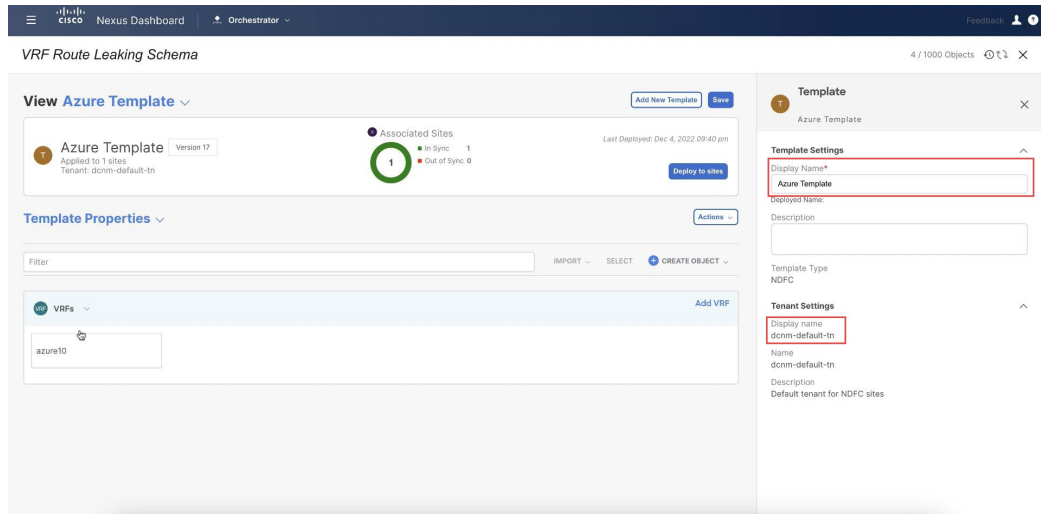 CISCO Nexus Dashboard Orchestrator Feedback
VRF Route Leaking Schema 4 / 1000 Objects
View Azure Template
Add New Template Save
T Azure Template Version 17
Applied to 1 sites
Tenant: dcnm-default-tn
Associated Sites
1
In Sync 1
Out of Sync 0
Last Deployed: Dec 4, 2022 09:40 pm
Deploy to sites
Template Properties
Actions
Filter IMPORT SELECT CREATE OBJECT
VRF VRFs Add VRF
azure10
T Template
Azure Template
Template Settings
Display Name*
Azure Template
Deployed Name:
Description
Template Type
NDFC
Tenant Settings
Display name
dcnm-default-tn
Name
dcnm-default-tn
Description
Default tenant for NDFC sites